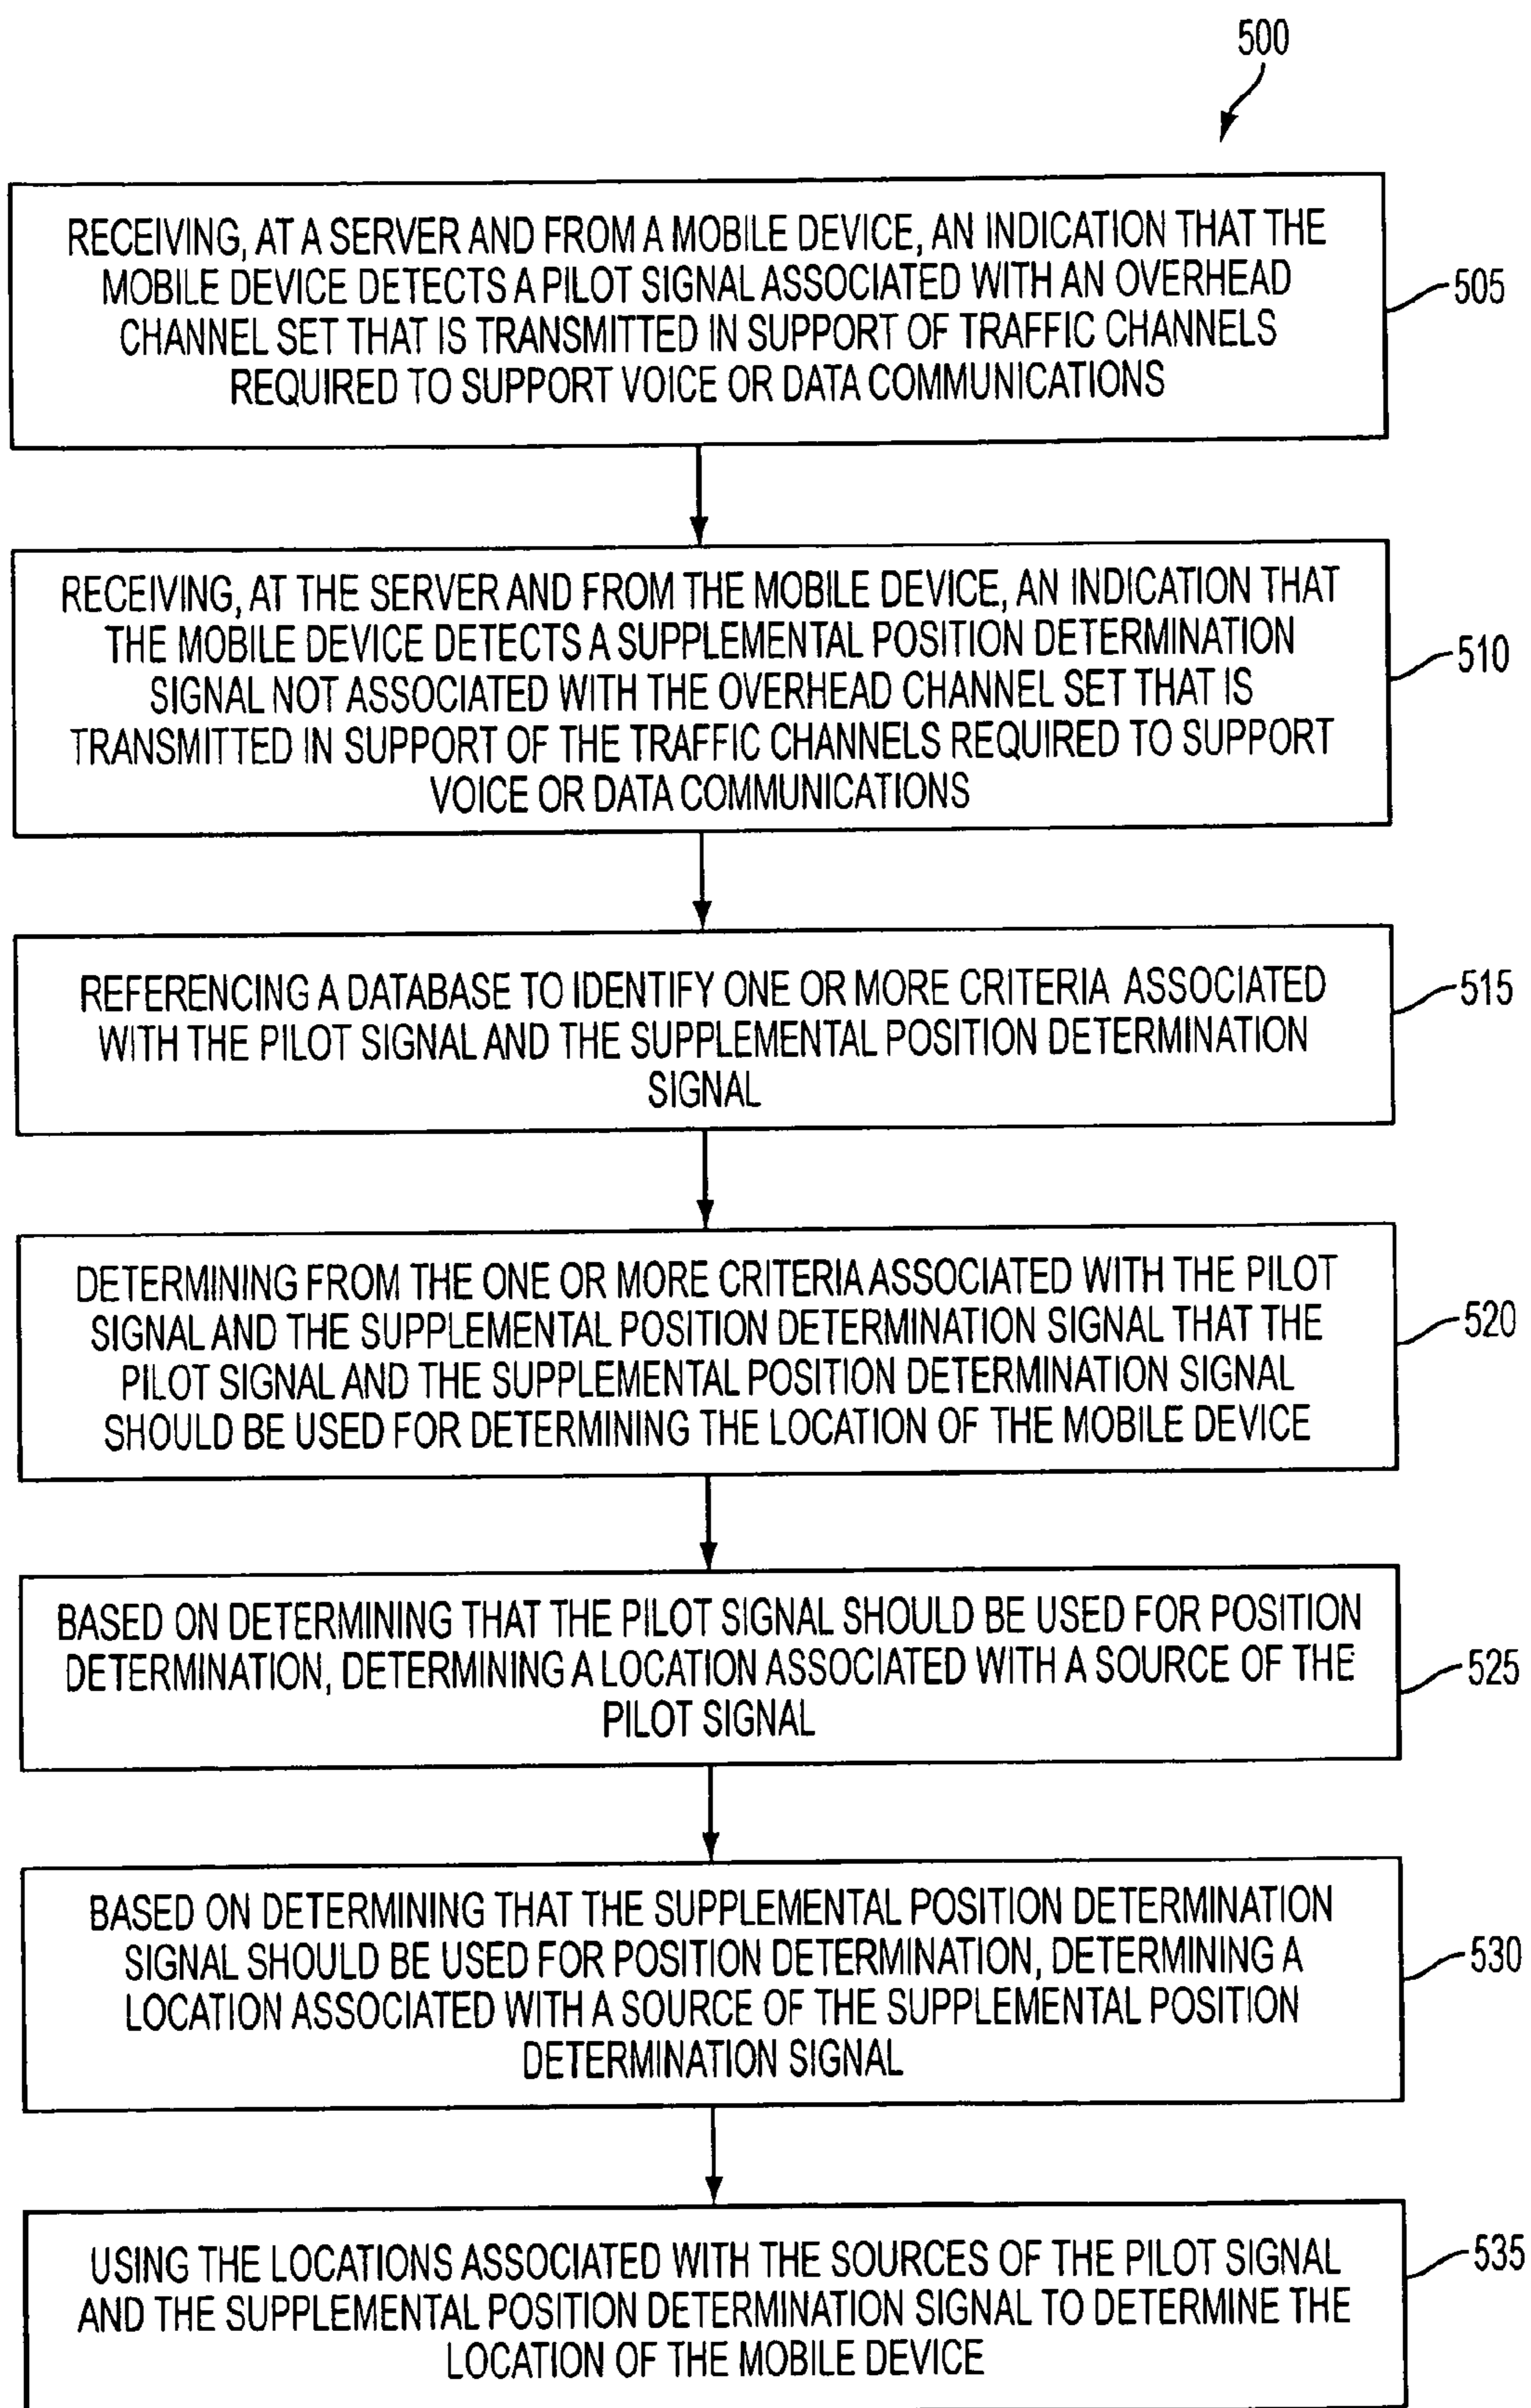 500
RECEIVING, AT A SERVER AND FROM A MOBILE DEVICE, AN INDICATION THAT THE
MOBILE DEVICE DETECTS A PILOT SIGNAL ASSOCIATED WITH AN OVERHEAD
CHANNEL SET THAT IS TRANSMITTED IN SUPPORT OF TRAFFIC CHANNELS
REQUIRED TO SUPPORT VOICE OR DATA COMMUNICATIONS
505
RECEIVING, AT THE SERVER AND FROM THE MOBILE DEVICE, AN INDICATION THAT
THE MOBILE DEVICE DETECTS A SUPPLEMENTAL POSITION DETERMINATION
SIGNAL NOT ASSOCIATED WITH THE OVERHEAD CHANNEL SET THAT IS
TRANSMITTED IN SUPPORT OF THE TRAFFIC CHANNELS REQUIRED TO SUPPORT
VOICE OR DATA COMMUNICATIONS
510
REFERENCING A DATABASE TO IDENTIFY ONE OR MORE CRITERIA ASSOCIATED
WITH THE PILOT SIGNAL AND THE SUPPLEMENTAL POSITION DETERMINATION
SIGNAL
515
DETERMINING FROM THE ONE OR MORE CRITERIA ASSOCIATED WITH THE PILOT
SIGNAL AND THE SUPPLEMENTAL POSITION DETERMINATION SIGNAL THAT THE
PILOT SIGNAL AND THE SUPPLEMENTAL POSITION DETERMINATION SIGNAL
SHOULD BE USED FOR DETERMINING THE LOCATION OF THE MOBILE DEVICE
520
BASED ON DETERMINING THAT THE PILOT SIGNAL SHOULD BE USED FOR POSITION
DETERMINATION, DETERMINING A LOCATION ASSOCIATED WITH A SOURCE OF THE
PILOT SIGNAL
525
BASED ON DETERMINING THAT THE SUPPLEMENTAL POSITION DETERMINATION
SIGNAL SHOULD BE USED FOR POSITION DETERMINATION, DETERMINING A
LOCATION ASSOCIATED WITH A SOURCE OF THE SUPPLEMENTAL POSITION
DETERMINATION SIGNAL
530
USING THE LOCATIONS ASSOCIATED WITH THE SOURCES OF THE PILOT SIGNAL
AND THE SUPPLEMENTAL POSITION DETERMINATION SIGNAL TO DETERMINE THE
LOCATION OF THE MOBILE DEVICE
535